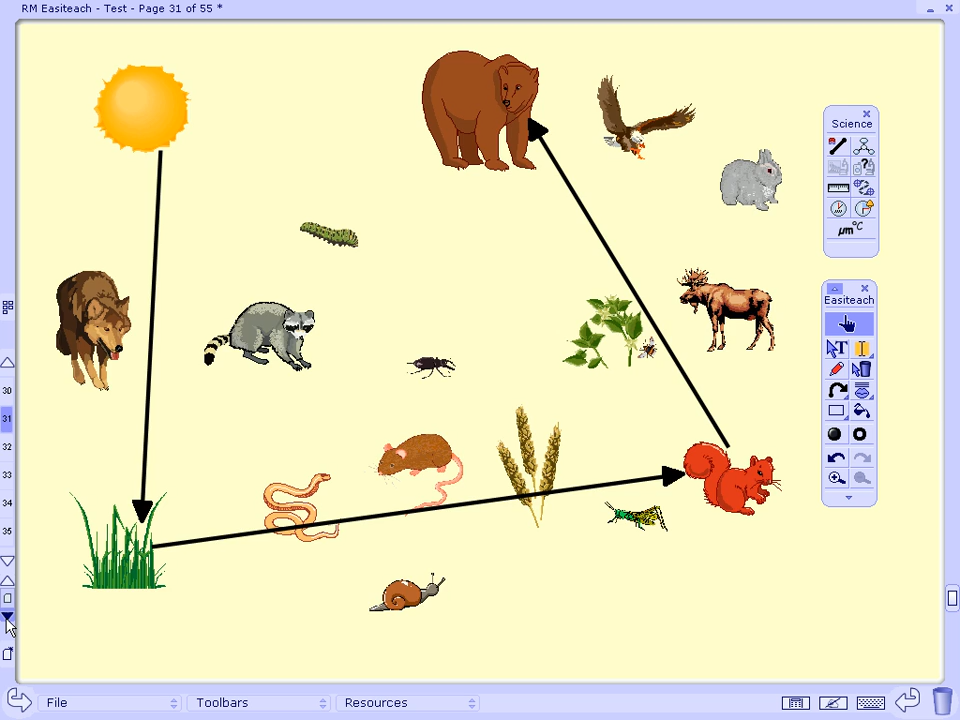 RM Easiteach - Test - Page 31 of 55 *
Science
?
µm°C
Easiteach
T
30
31
32
33
34
35
File
Toolbars
Resources